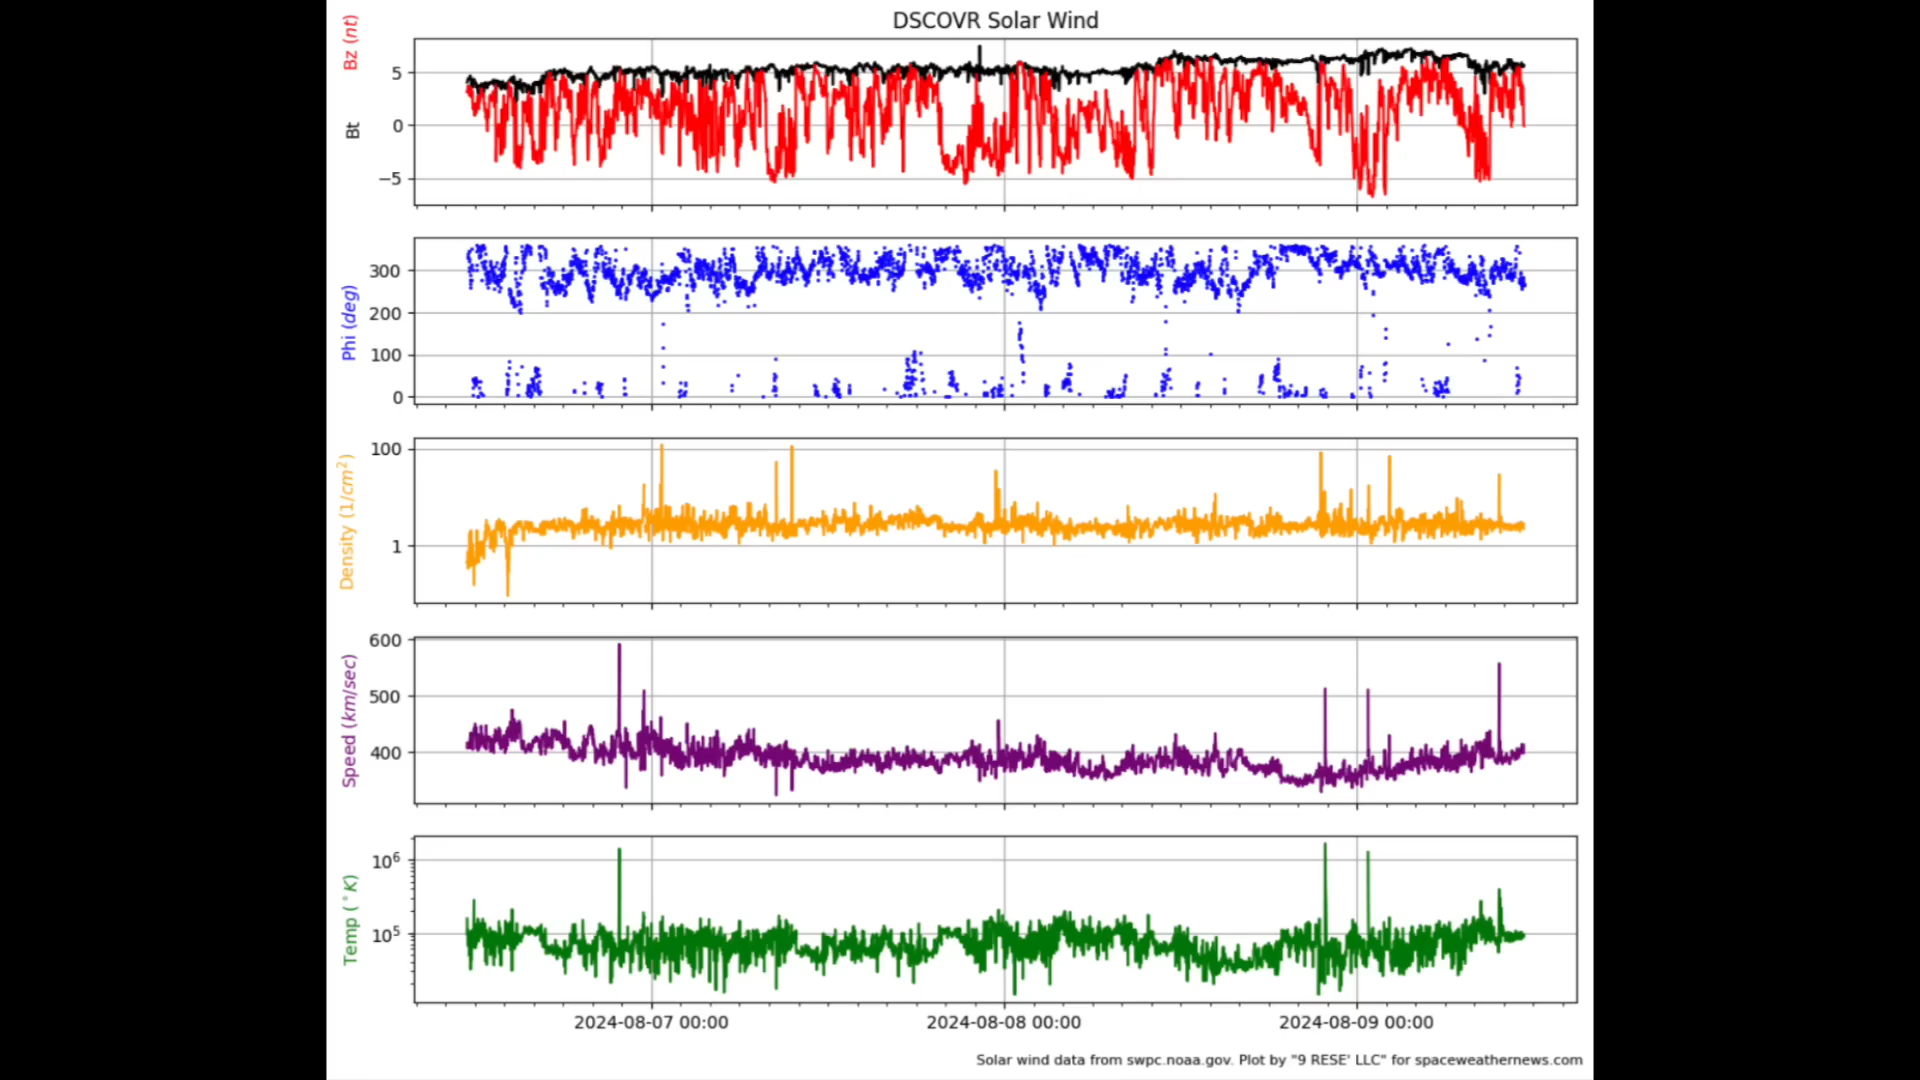 DSCOVR Solar Wind
Bt Bz (nt)
5
0
−5
Phi (deg)
300
200
100
0
Density (1/cm²)
100
1
Speed (km/sec)
600
500
400
Temp (°K)
10⁶
10⁵
2024-08-07 00:00 2024-08-08 00:00 2024-08-09 00:00
Solar wind data from swpc.noaa.gov. Plot by "9 RESE' LLC" for spaceweathernews.com